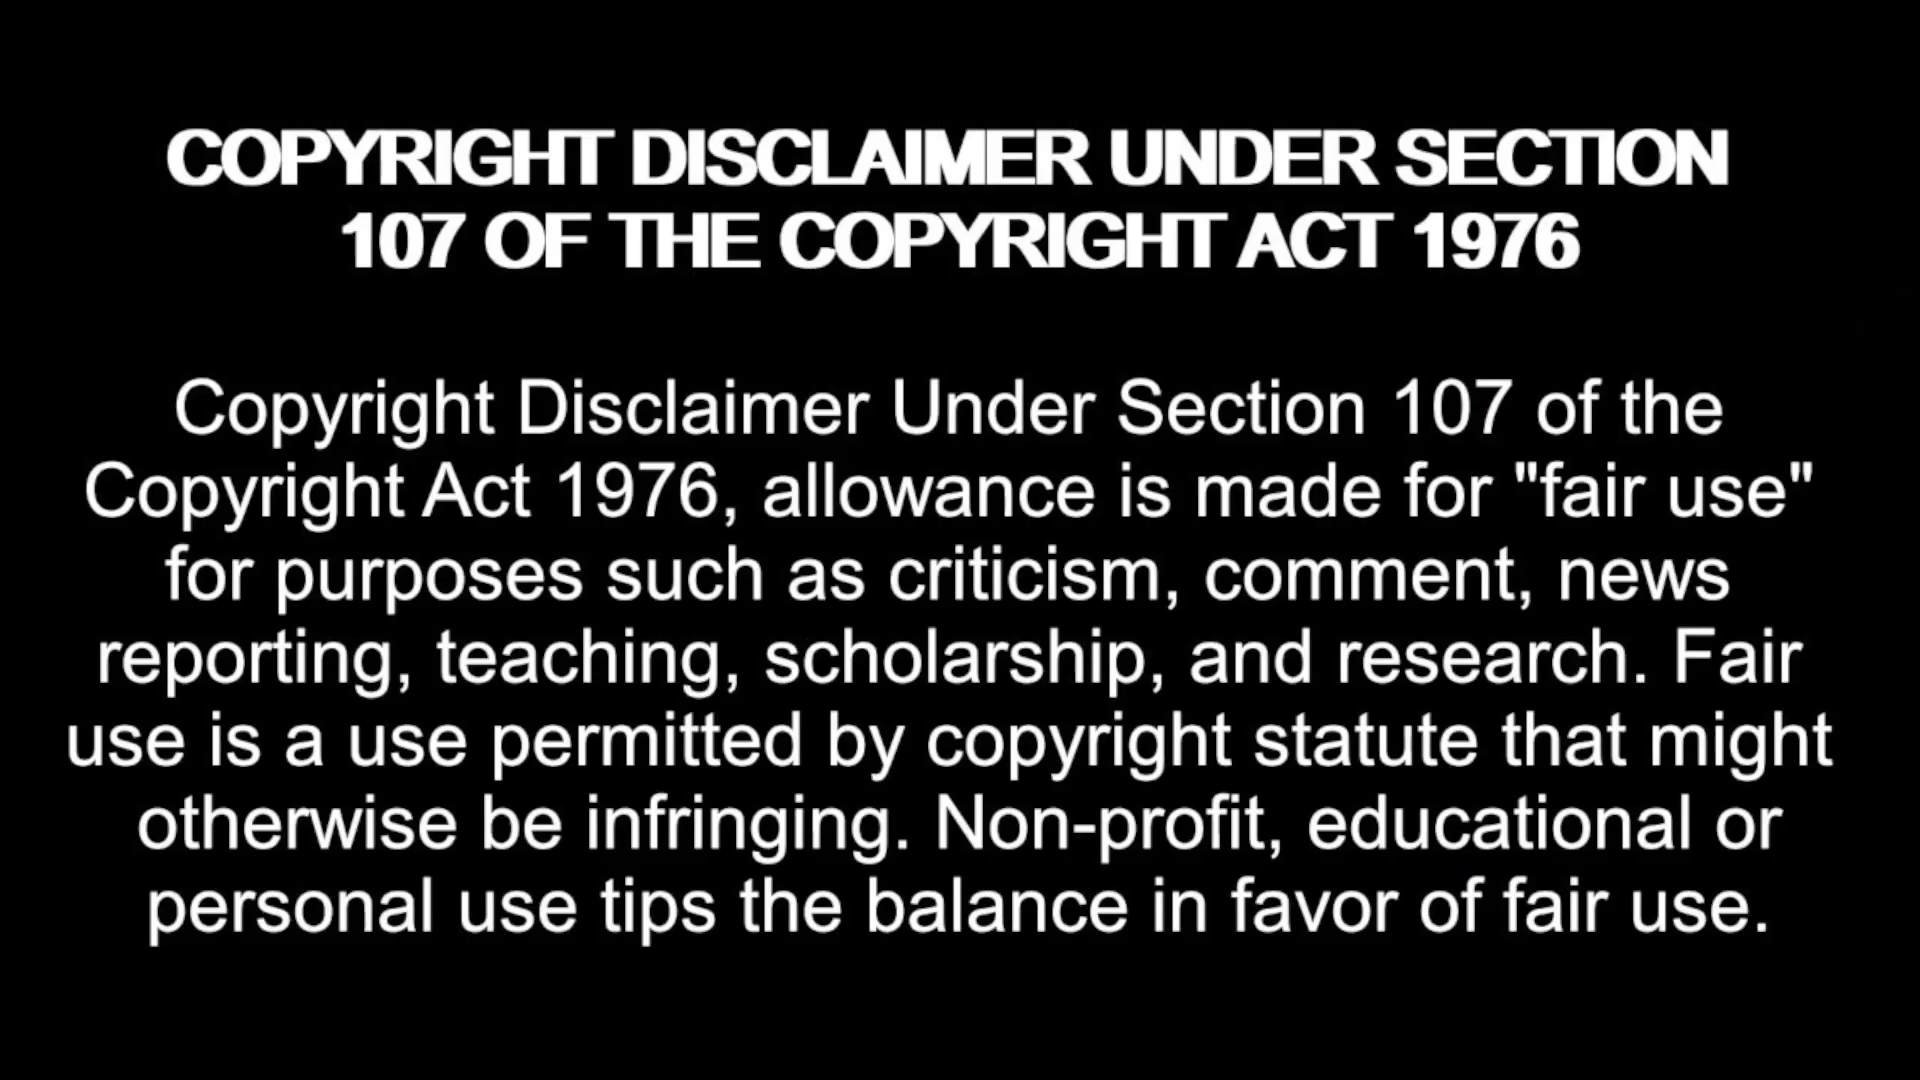 COPYRIGHT DISCLAIMER UNDER SECTION
107 OF THE COPYRIGHT ACT 1976
Copyright Disclaimer Under Section 107 of the
Copyright Act 1976, allowance is made for "fair use"
for purposes such as criticism, comment, news
reporting, teaching, scholarship, and research. Fair
use is a use permitted by copyright statute that might
otherwise be infringing. Non-profit, educational or
personal use tips the balance in favor of fair use.